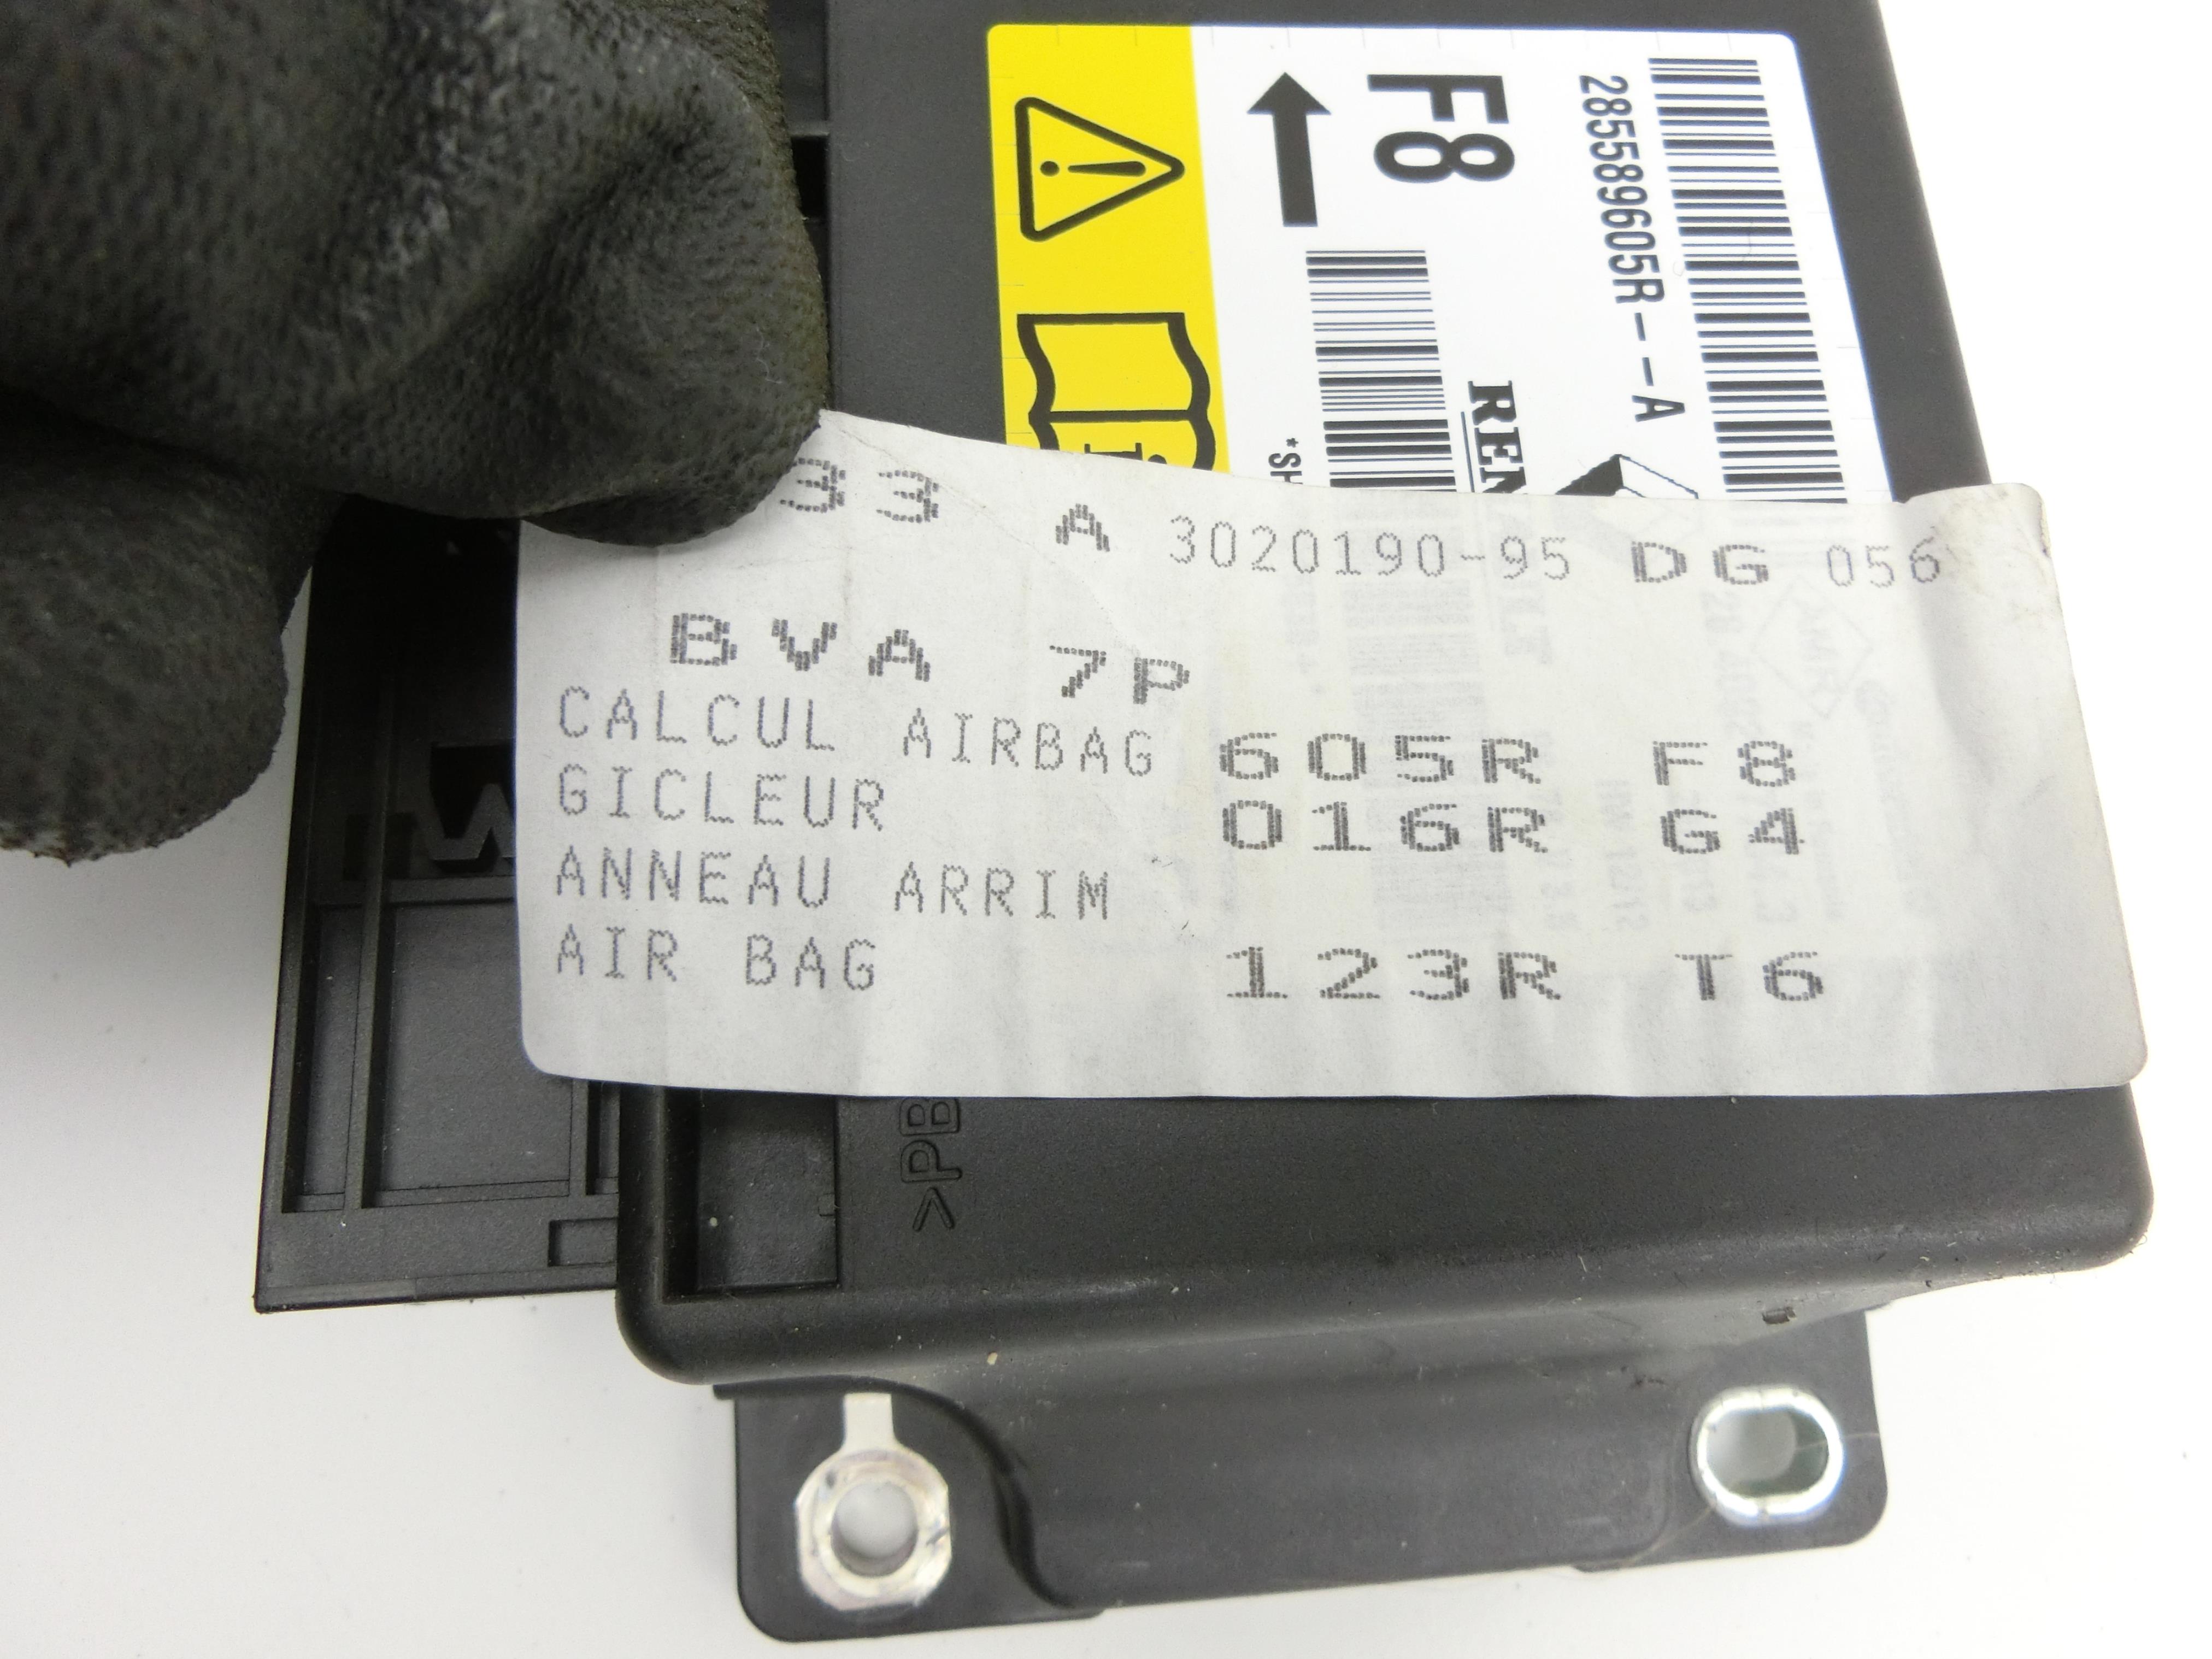 285589605R--A
F8
33 A 3020190-95 DG 056
BVA 7P
CALCUL AIRBAG 605R F8
GICLEUR 016R G4
ANNEAU ARRIM
AIR BAG 123R T6
>PB